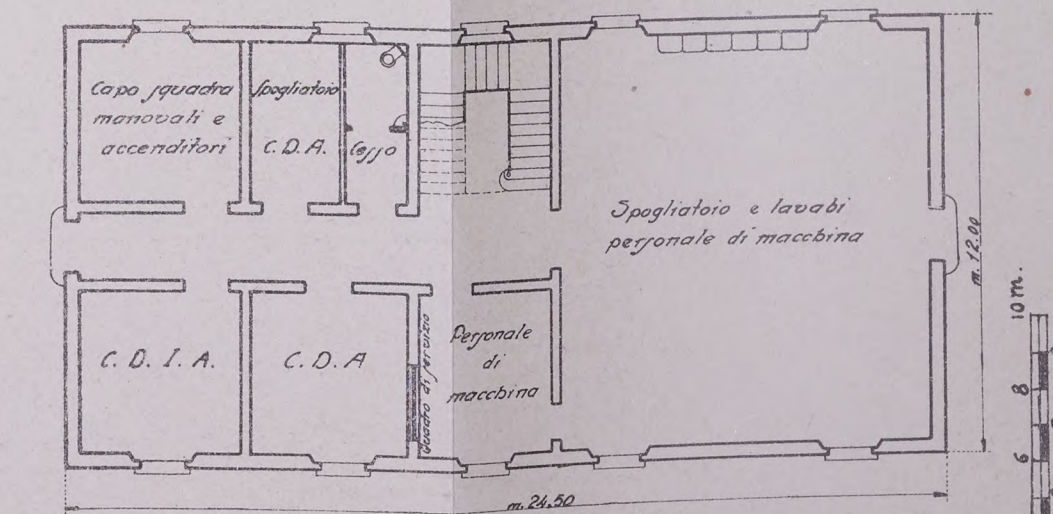 Capo squadra
manovali e
accenditori
Spogliatoio
C. D. A.
Cesso
Spogliatoio e lavabi
personale di macchina
m. 12.00
10 m.
8
6
C. D. I. A.
C. D. A
Quadro di servizio
Personale
di
macchina
m. 24.50